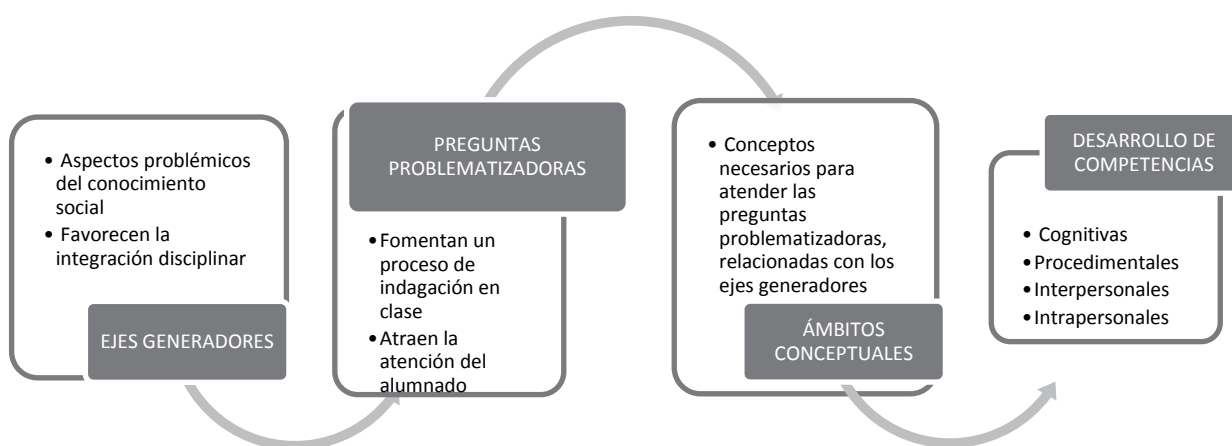 • Aspectos problémicos
del conocimiento
social
• Favorecen la
integración disciplinar
EJES GENERADORES
PREGUNTAS
PROBLEMATIZADORAS
•Fomentan un
proceso de
indagación en
clase
•Atraen la
atención del
alumnado
• Conceptos
necesarios para
atender las
preguntas
problematizadoras,
relacionadas con los
ejes generadores
ÁMBITOS
CONCEPTUALES
DESARROLLO DE
COMPETENCIAS
• Cognitivas
•Procedimentales
•Interpersonales
•Intrapersonales